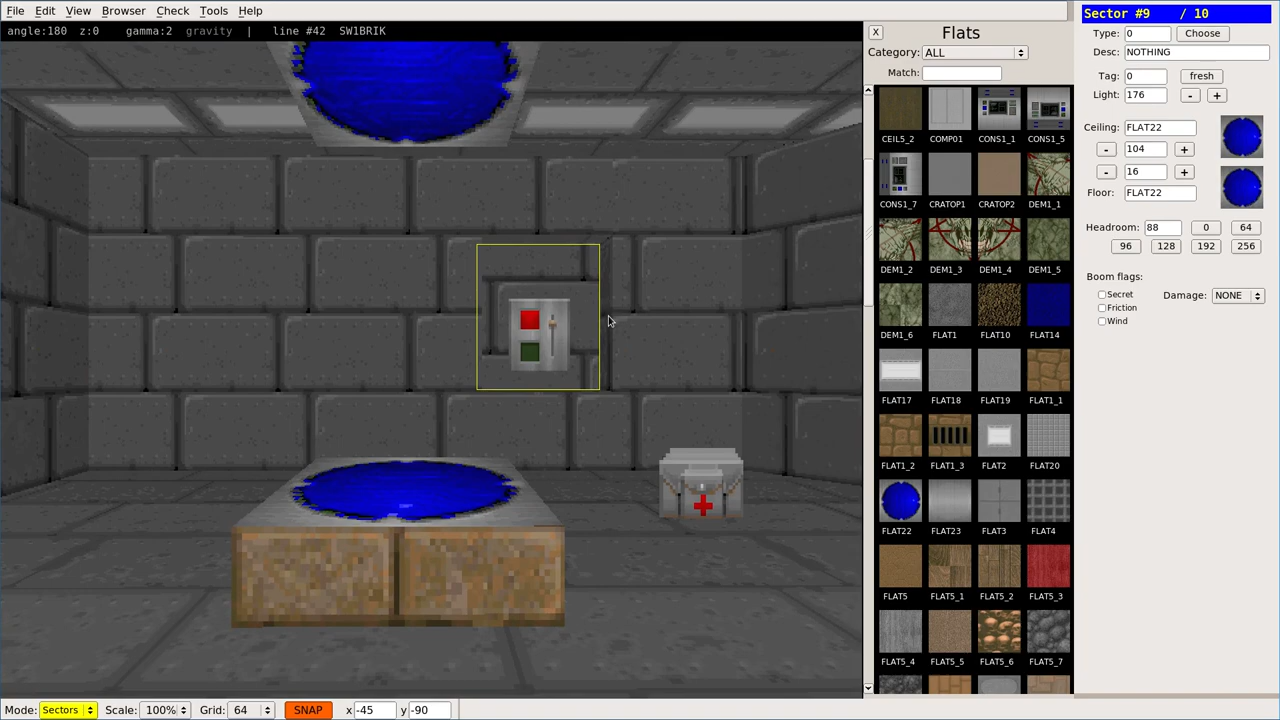 File Edit View Browser Check Tools Help
angle:180 z:0 gamma:2 gravity | line #42 SW1BRIK
X Flats
Category: ALL
Match:
CEIL5_2 COMP01 CONS1_1 CONS1_5
CONS1_7 CRATOP1 CRATOP2 DEM1_1
DEM1_2 DEM1_3 DEM1_4 DEM1_5
DEM1_6 FLAT1 FLAT10 FLAT14
FLAT17 FLAT18 FLAT19 FLAT1_1
FLAT1_2 FLAT1_3 FLAT2 FLAT20
FLAT22 FLAT23 FLAT3 FLAT4
FLAT5 FLAT5_1 FLAT5_2 FLAT5_3
FLAT5_4 FLAT5_5 FLAT5_6 FLAT5_7
Sector #9 / 10
Type: 0 Choose
Desc: NOTHING
Tag: 0 fresh
Light: 176 - +
Ceiling: FLAT22
- 104 +
- 16 +
Floor: FLAT22
Headroom: 88 0 64
96 128 192 256
Boom flags:
Secret Damage: NONE
Friction
Wind
Mode: Sectors Scale: 100% Grid: 64 SNAP x -45 y -90